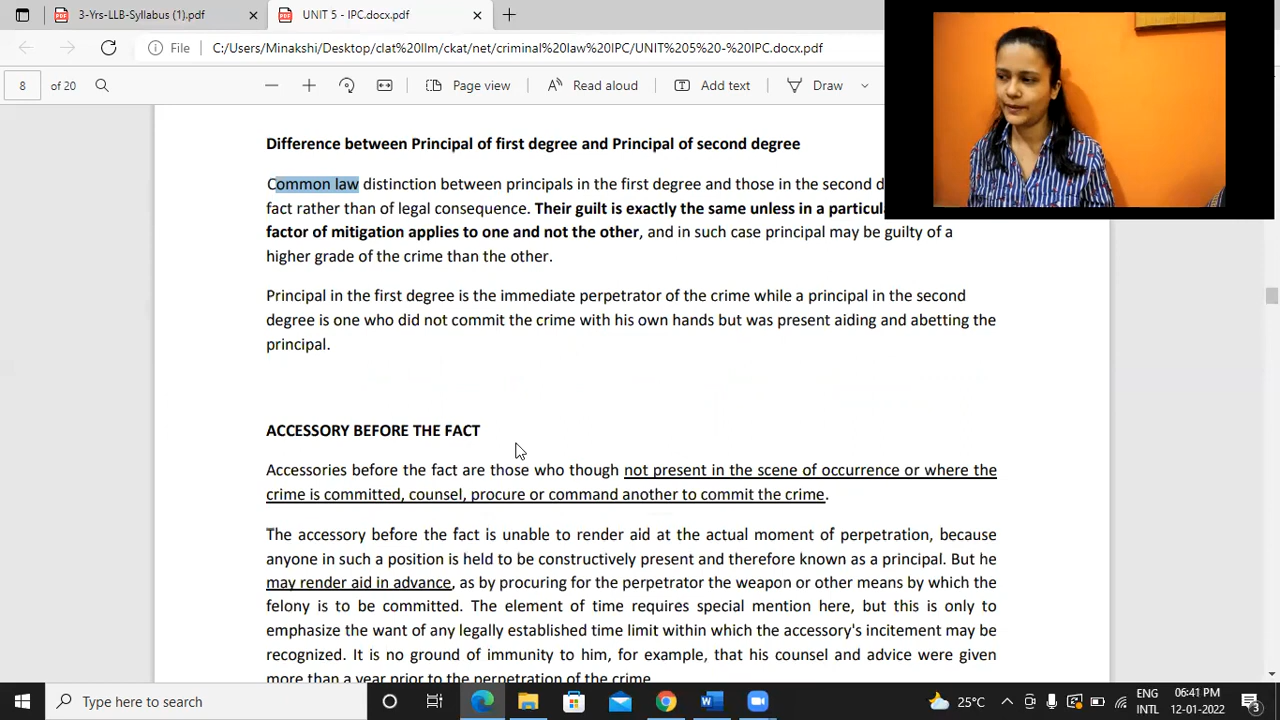 3-Yrs-LLB-Syllabus (1).pdf
UNIT 5 - IPC.docx.pdf
File
C:/Users/Minakshi/Desktop/clat%20llm/ckat/net/criminal%20law%20IPC/UNIT%205%20-%20IPC.docx.pdf
8 of 20
Page view
Read aloud
Add text
Draw
Difference between Principal of first degree and Principal of second degree
Common law distinction between principals in the first degree and those in the second
fact rather than of legal consequence. Their guilt is exactly the same unless in a
factor of mitigation applies to one and not the other, and in such case principal may be guilty of a
higher grade of the crime than the other.
Principal in the first degree is the immediate perpetrator of the crime while a principal in the second
degree is one who did not commit the crime with his own hands but was present aiding and abetting the
principal.
ACCESSORY BEFORE THE FACT
Accessories before the fact are those who though not present in the scene of occurrence or where the
crime is committed, counsel, procure or command another to commit the crime.
The accessory before the fact is unable to render aid at the actual moment of perpetration, because
anyone in such a position is held to be constructively present and therefore known as a principal. But he
may render aid in advance, as by procuring for the perpetrator the weapon or other means by which the
felony is to be committed. The element of time requires special mention here, but this is only to
emphasize the want of any legally established time limit within which the accessory's incitement may be
recognized. It is no ground of immunity to him, for example, that his counsel and advice were given
more than a year prior to the perpetration of the crime.
Type here to search
25°C
ENG
INTL
06:41 PM
12-01-2022
3